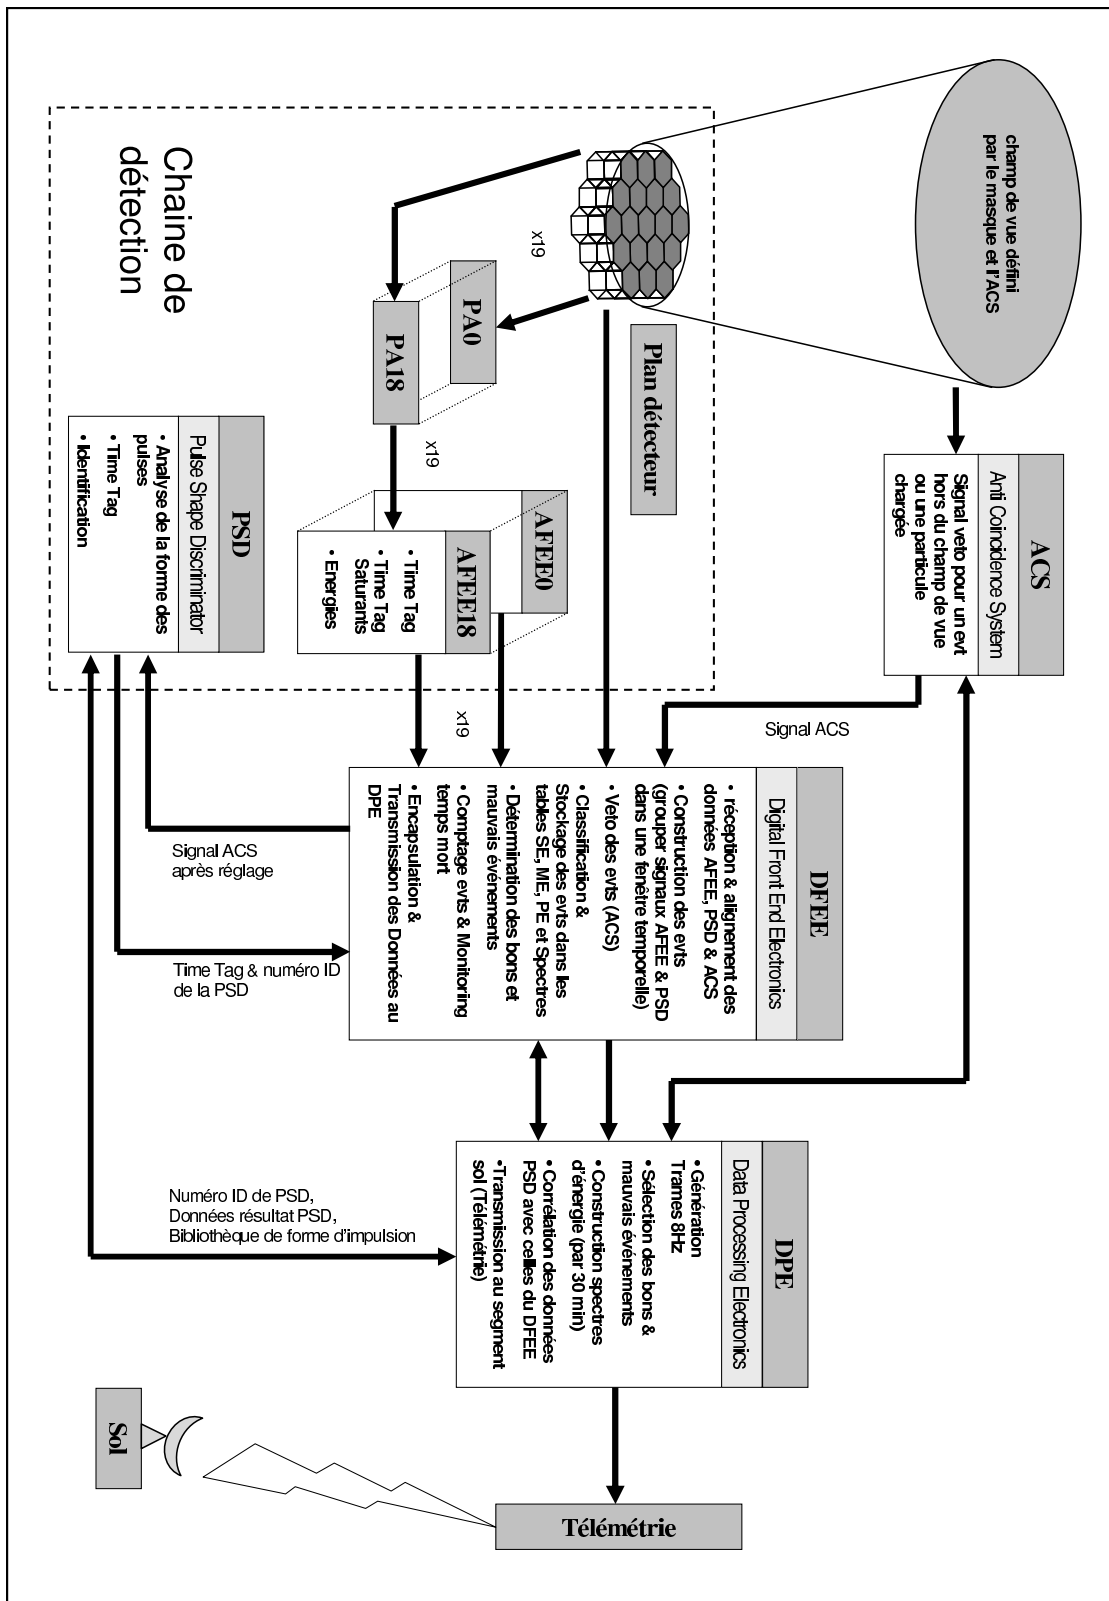 champ de vue défini
par le masque et l'ACS
ACS
Anti Coincidence System
Signal veto pour un evt
hors du champ de vue
ou une particule
chargée
Signal ACS
Plan détecteur
x19
PA0
PA18
x19
AFEE0
AFEE18
• Time Tag
• Time Tag
Saturants
• Energies
x19
Chaine de
détection
PSD
Pulse Shape Discriminator
• Analyse de la forme des
pulses
• Time Tag
• Identification
DFEE
Digital Front End Electronics
• réception & alignement des
données AFEE, PSD & ACS
• Construction des evts
(grouper signaux AFEE & PSD
dans une fenêtre temporelle)
• Veto des evts (ACS)
• Classification &
Stockage des evts dans les
tables SE, ME, PE et Spectres
• Détermination des bons et
mauvais événements
• Comptage evts & Monitoring
temps mort
• Encapsulation &
Transmission des Données au
DPE
Signal ACS
après réglage
Time Tag & numéro ID
de la PSD
DPE
Data Processing Electronics
• Génération
Trames 8Hz
• Sélection des bons &
mauvais événements
• Construction spectres
d'énergie (par 30 min)
• Corrélation des données
PSD avec celles du DFEE
• Transmission au segment
sol (Télémétrie)
Numéro ID de PSD,
Données résultat PSD,
Bibliothèque de forme d'impulsion
Télémétrie
Sol